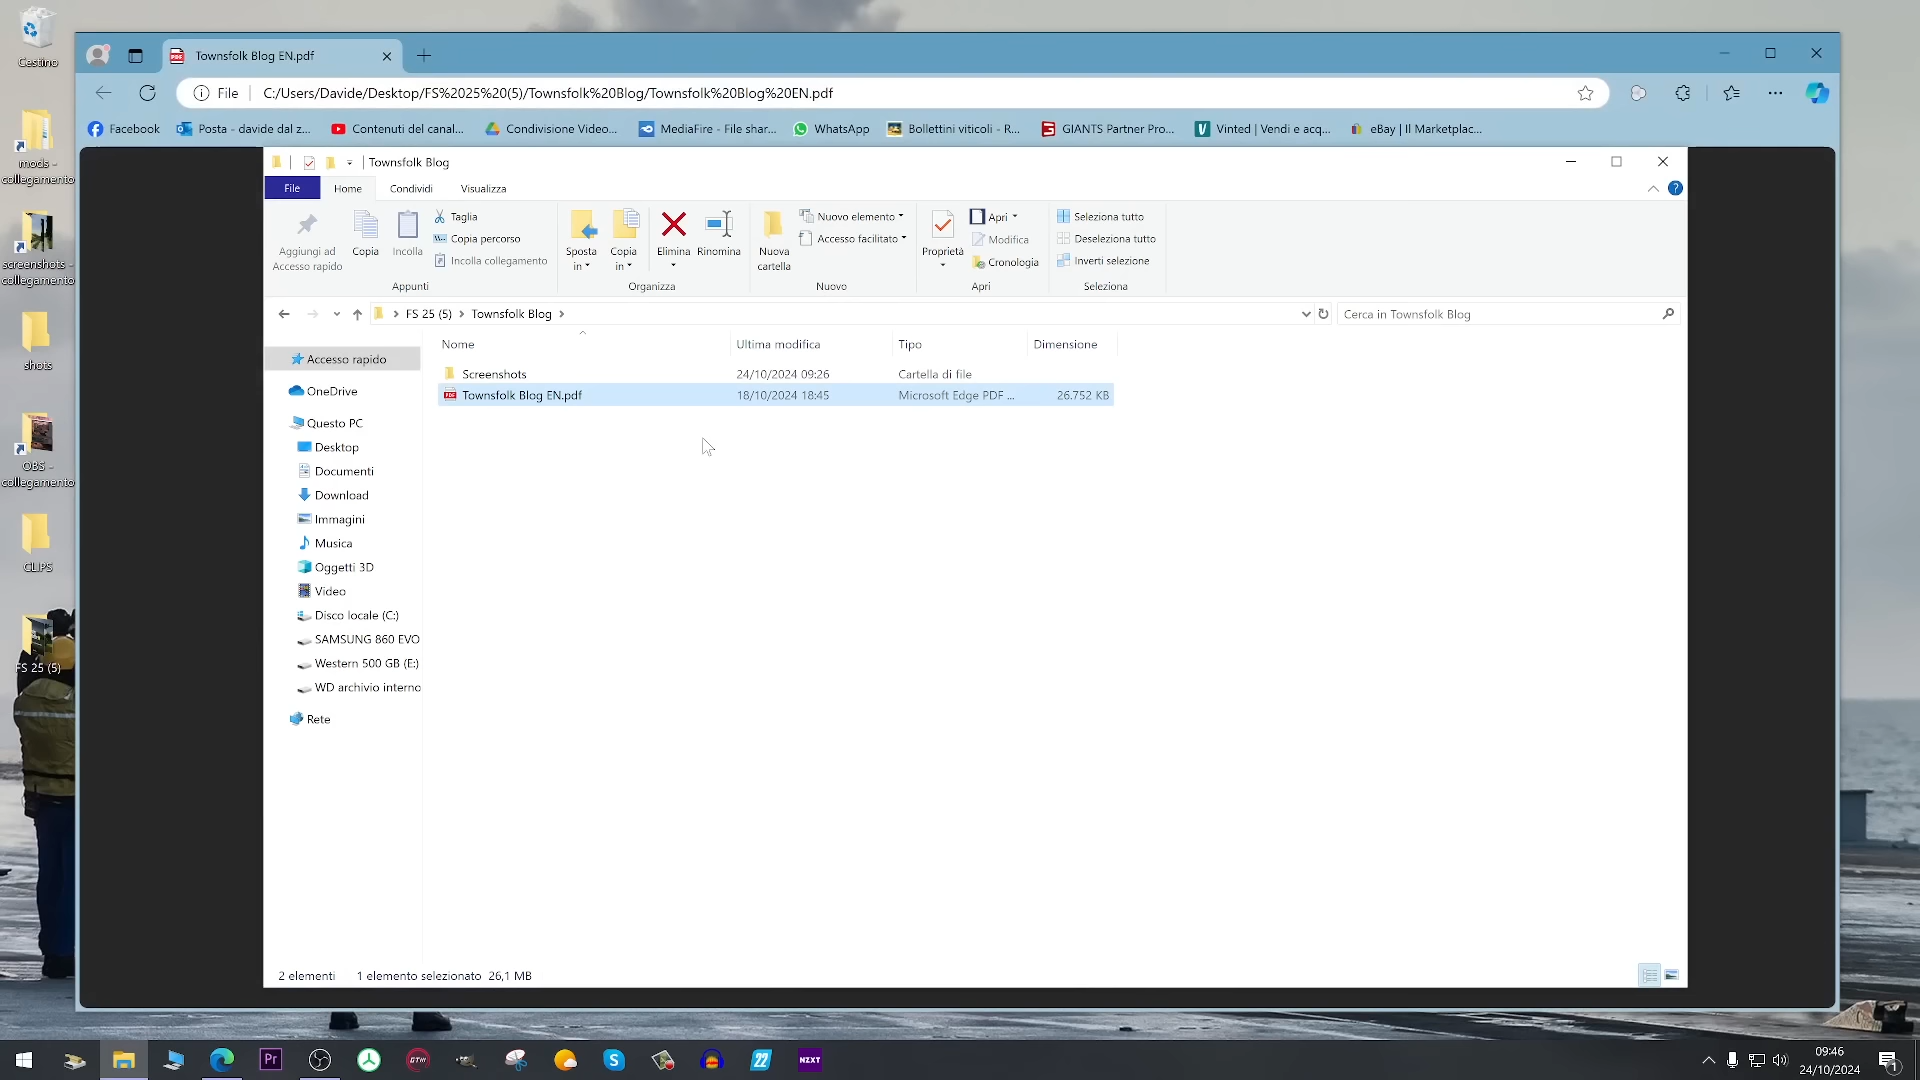 Cestino
mods -
collegamento
screenshots -
collegamento
shots
OBS -
collegamento
CLIPS
FS 25 (5)
Townsfolk Blog EN.pdf
File
C:/Users/Davide/Desktop/FS%2025%20(5)/Townsfolk%20Blog/Townsfolk%20Blog%20EN.pdf
Facebook
Posta - davide dal z...
Contenuti del canal...
Condivisione Video...
MediaFire - File shar...
WhatsApp
Bollettini viticoli - R...
GIANTS Partner Pro...
Vinted | Vendi e acq...
eBay | Il Marketplac...
Townsfolk Blog
File
Home
Condividi
Visualizza
Aggiungi ad
Accesso rapido
Copia
Incolla
Taglia
Copia percorso
Incolla collegamento
Appunti
Sposta
in
Copia
in
Elimina
Rinomina
Organizza
Nuova
cartella
Nuovo elemento
Accesso facilitato
Nuovo
Proprietà
Apri
Modifica
Cronologia
Apri
Seleziona tutto
Deseleziona tutto
Inverti selezione
Seleziona
FS 25 (5)
Townsfolk Blog
Cerca in Townsfolk Blog
Nome
Ultima modifica
Tipo
Dimensione
Screenshots
24/10/2024 09:26
Cartella di file
Townsfolk Blog EN.pdf
18/10/2024 18:45
Microsoft Edge PDF ...
26.752 KB
Accesso rapido
OneDrive
Questo PC
Desktop
Documenti
Download
Immagini
Musica
Oggetti 3D
Video
Disco locale (C:)
SAMSUNG 860 EVO
Western 500 GB (E:)
WD archivio interno
Rete
2 elementi
1 elemento selezionato 26,1 MB
Pr
22
NZXT
09:46
24/10/2024
1